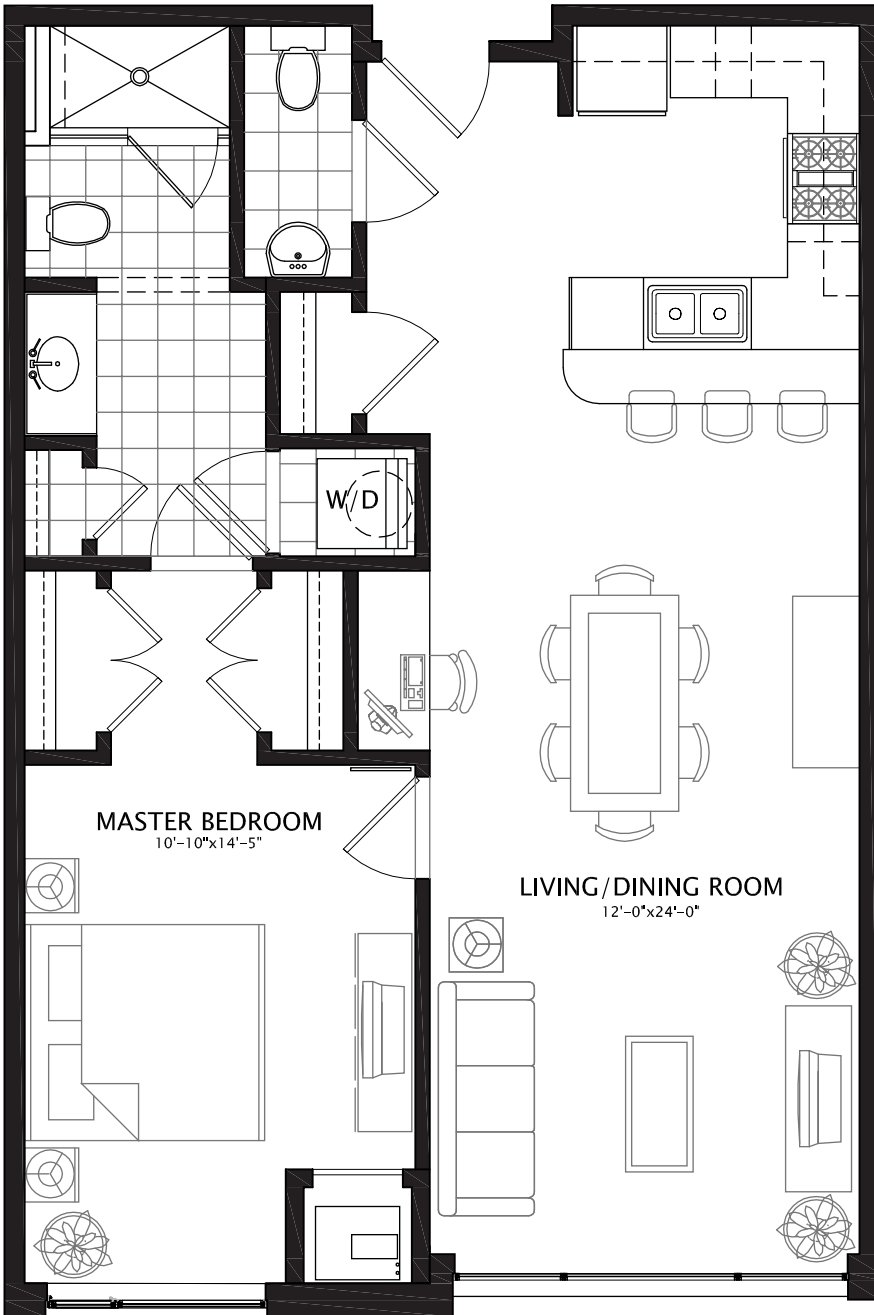 W/D
MASTER BEDROOM
10'-10"x14'-5"
LIVING/DINING ROOM
12'-0"x24'-0"